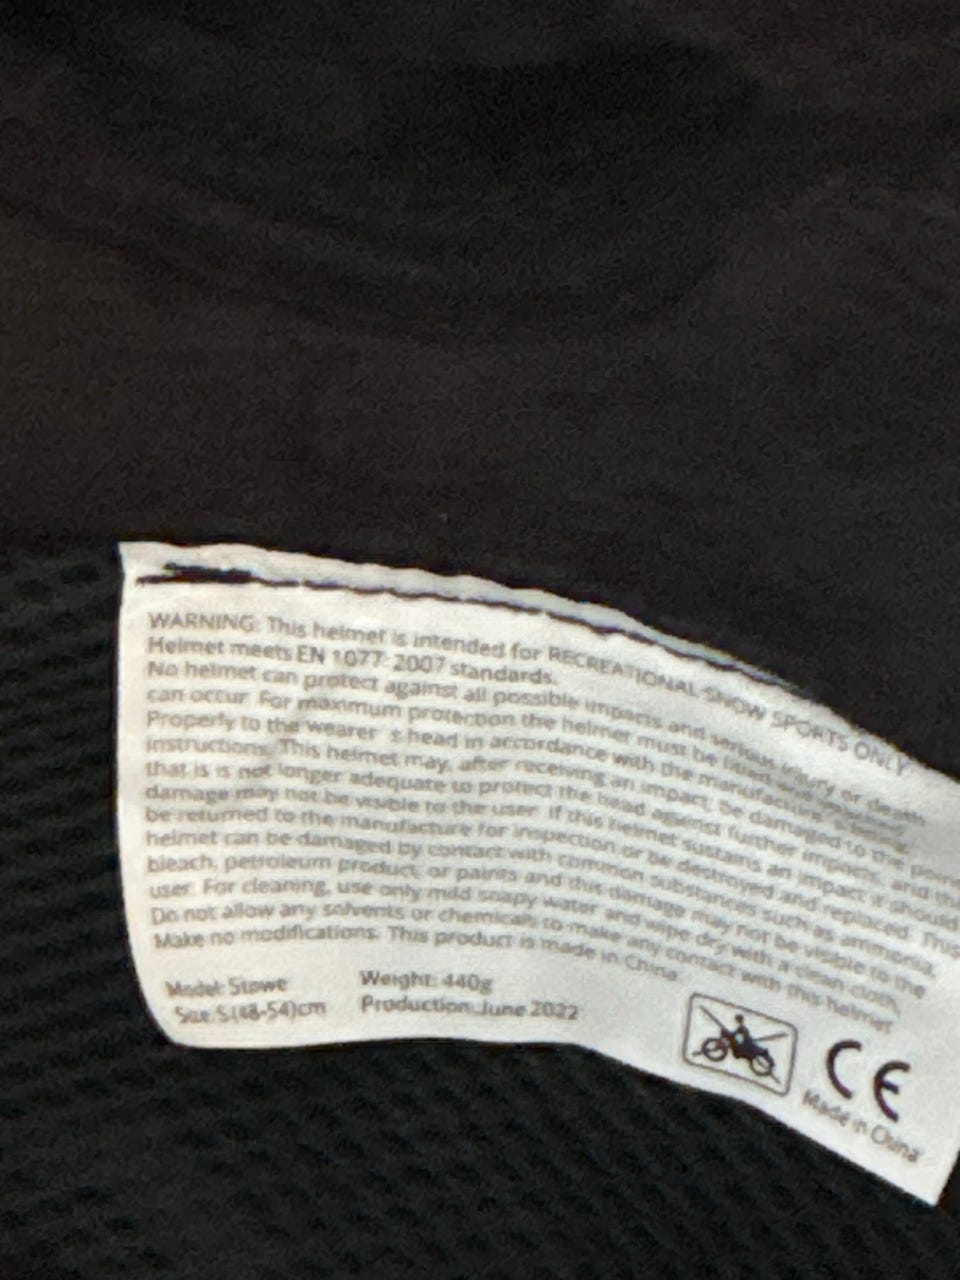 WARNING: This helmet is intended for RECREATIONAL SNOW SPORTS ONLY.
Helmet meets EN 1077: 2007 standards.
No helmet can protect against all possible impacts and serious injury or death
can occur. For maximum protection the helmet must be fitted
Properly to the wearer's head in accordance with the manufacture's
instructions. This helmet may, after receiving an impact, be damaged to the point
that is is not longer adequate to protect the head against further impacts, and this
damage may not be visible to the user. If this helmet sustains an impact it should
be returned to the manufacture for inspection or be destroyed and replaced. This
helmet can be damaged by contact with common substances such as ammonia,
bleach, petroleum product, or paints and this damage may not be visible to the
user. For cleaning, use only mild soapy water and wipe dry with a clean cloth,
Do not allow any solvents or chemicals to make any contact with this helmet
Make no modifications. This product is made in China.
Model: Stowe
Weight: 440g
Size: S (48-54)cm
Production: June 2022
CE
Made in China